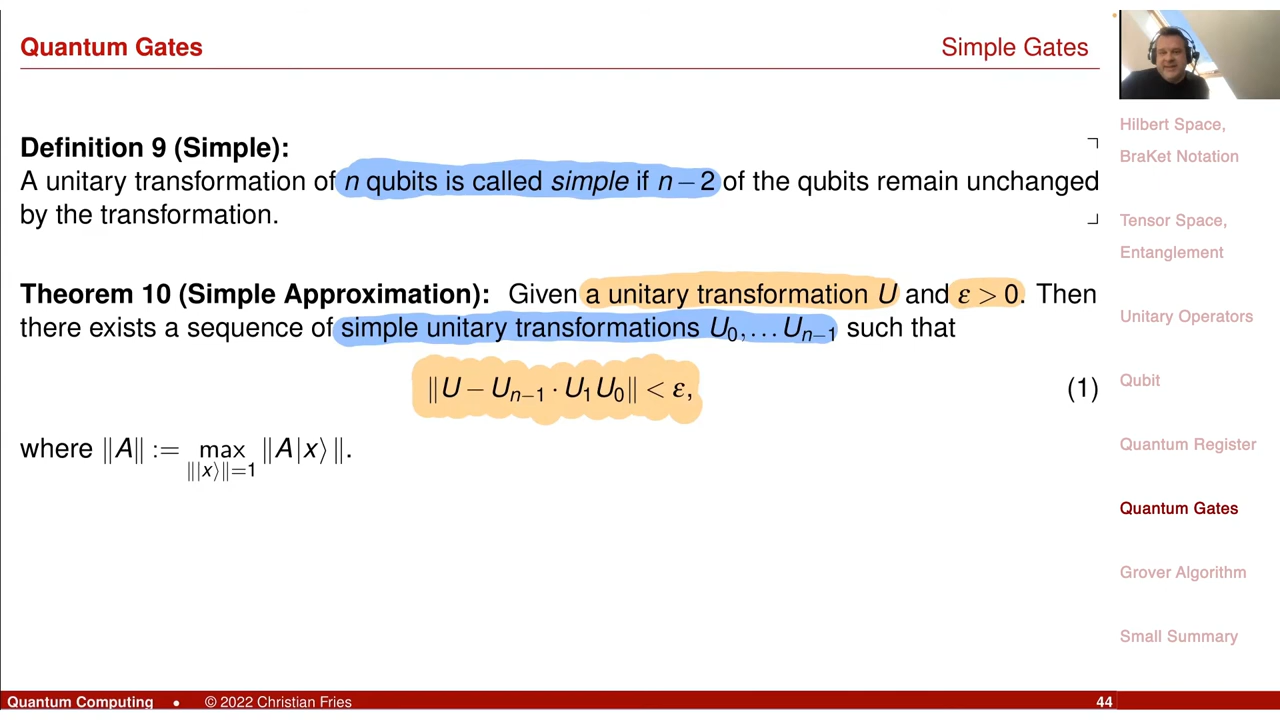 Quantum Gates
Simple Gates
Definition 9 (Simple):
A unitary transformation of n qubits is called simple if n − 2 of the qubits remain unchanged
by the transformation.
Theorem 10 (Simple Approximation): Given a unitary transformation U and ε > 0. Then
there exists a sequence of simple unitary transformations U₀,…Uₙ₋₁ such that
‖U − Uₙ₋₁ · U₁U₀‖ < ε, (1)
where ‖A‖ := max ‖A|x⟩‖.
‖|x⟩‖=1
Hilbert Space,
BraKet Notation
Tensor Space,
Entanglement
Unitary Operators
Qubit
Quantum Register
Quantum Gates
Grover Algorithm
Small Summary
Quantum Computing • © 2022 Christian Fries 44